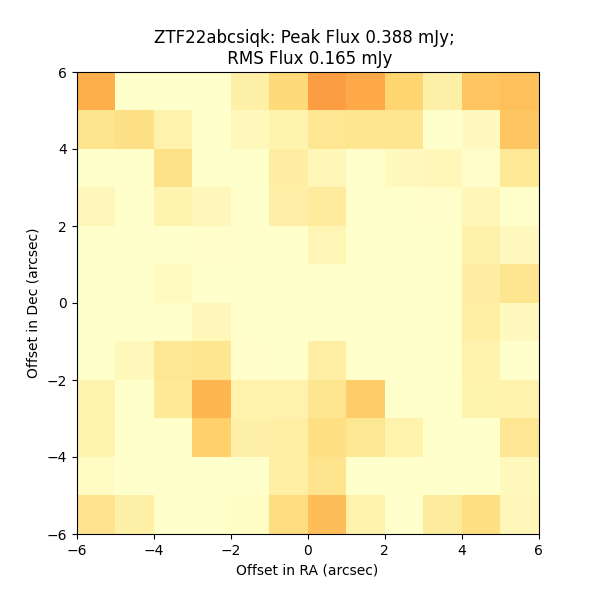 ZTF22abcsiqk: Peak Flux 0.388 mJy;
RMS Flux 0.165 mJy
6
4
2
0
−2
−4
−6
Offset in Dec (arcsec)
−6 −4 −2 0 2 4 6
Offset in RA (arcsec)